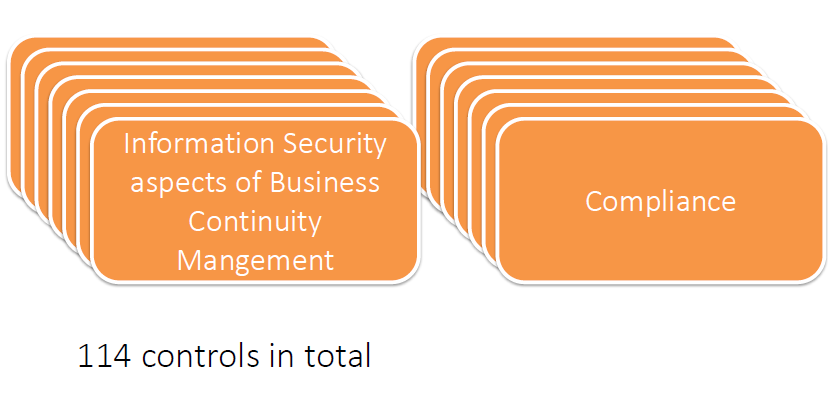 Information Security
aspects of Business
Continuity
Mangement
Compliance
114 controls in total